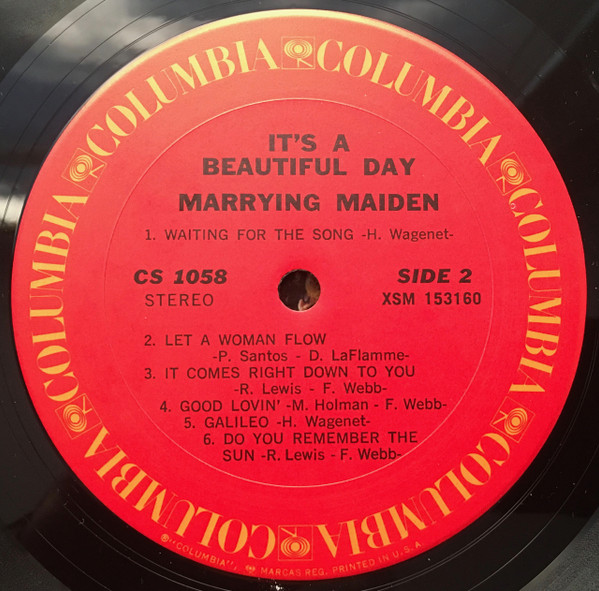 COLUMBIA COLUMBIA COLUMBIA COLUMBIA COLUMBIA COLUMBIA
IT'S A
BEAUTIFUL DAY
MARRYING MAIDEN
1. WAITING FOR THE SONG -H. Wagenet-
CS 1058 SIDE 2
STEREO XSM 153160
2. LET A WOMAN FLOW
-P. Santos - D. LaFlamme-
3. IT COMES RIGHT DOWN TO YOU
-R. Lewis - F. Webb-
4. GOOD LOVIN' -M. Holman - F. Webb-
5. GALILEO -H. Wagenet-
6. DO YOU REMEMBER THE
SUN -R. Lewis - F. Webb-
®"COLUMBIA", MARCAS REG. PRINTED IN U.S.A.